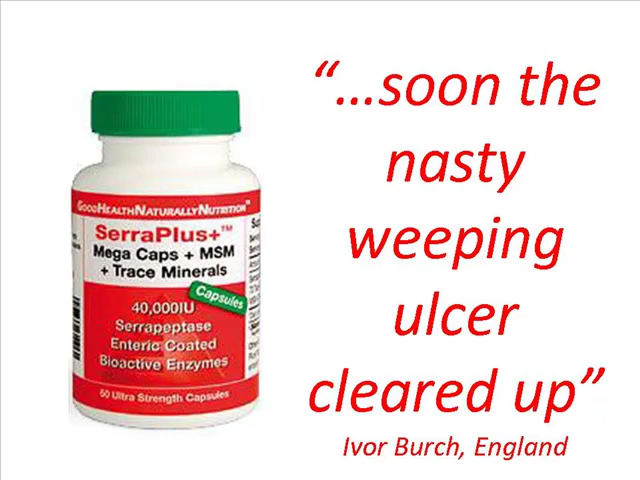 GOODHEALTHNATURALLYNUTRITION™
SerraPlus+™
Mega Caps + MSM
+ Trace Minerals
Capsules
40,000IU
Serrapeptase
Enteric Coated
Bioactive Enzymes
60 Ultra Strength Capsules
“...soon the
nasty
weeping
ulcer
cleared up”
Ivor Burch, England